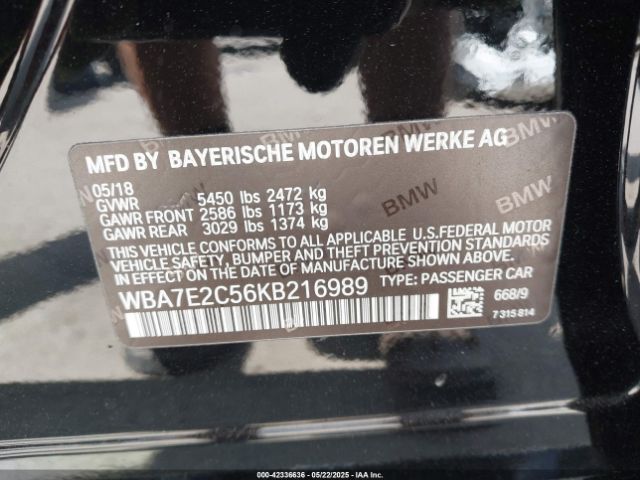 MFD BY BAYERISCHE MOTOREN WERKE AG
05/18
GVWR 5450 lbs 2472 kg
GAWR FRONT 2586 lbs 1173 kg
GAWR REAR 3029 lbs 1374 kg
THIS VEHICLE CONFORMS TO ALL APPLICABLE U.S.FEDERAL MOTOR
VEHICLE SAFETY, BUMPER AND THEFT PREVENTION STANDARDS
IN EFFECT ON THE DATE OF MANUFACTURE SHOWN ABOVE.
WBA7E2C56KB216989 TYPE: PASSENGER CAR
668/9
7315814
BMW
BMW
BMW
BMW
BMW
000-42336636 - 05/22/2025 - IAA Inc.